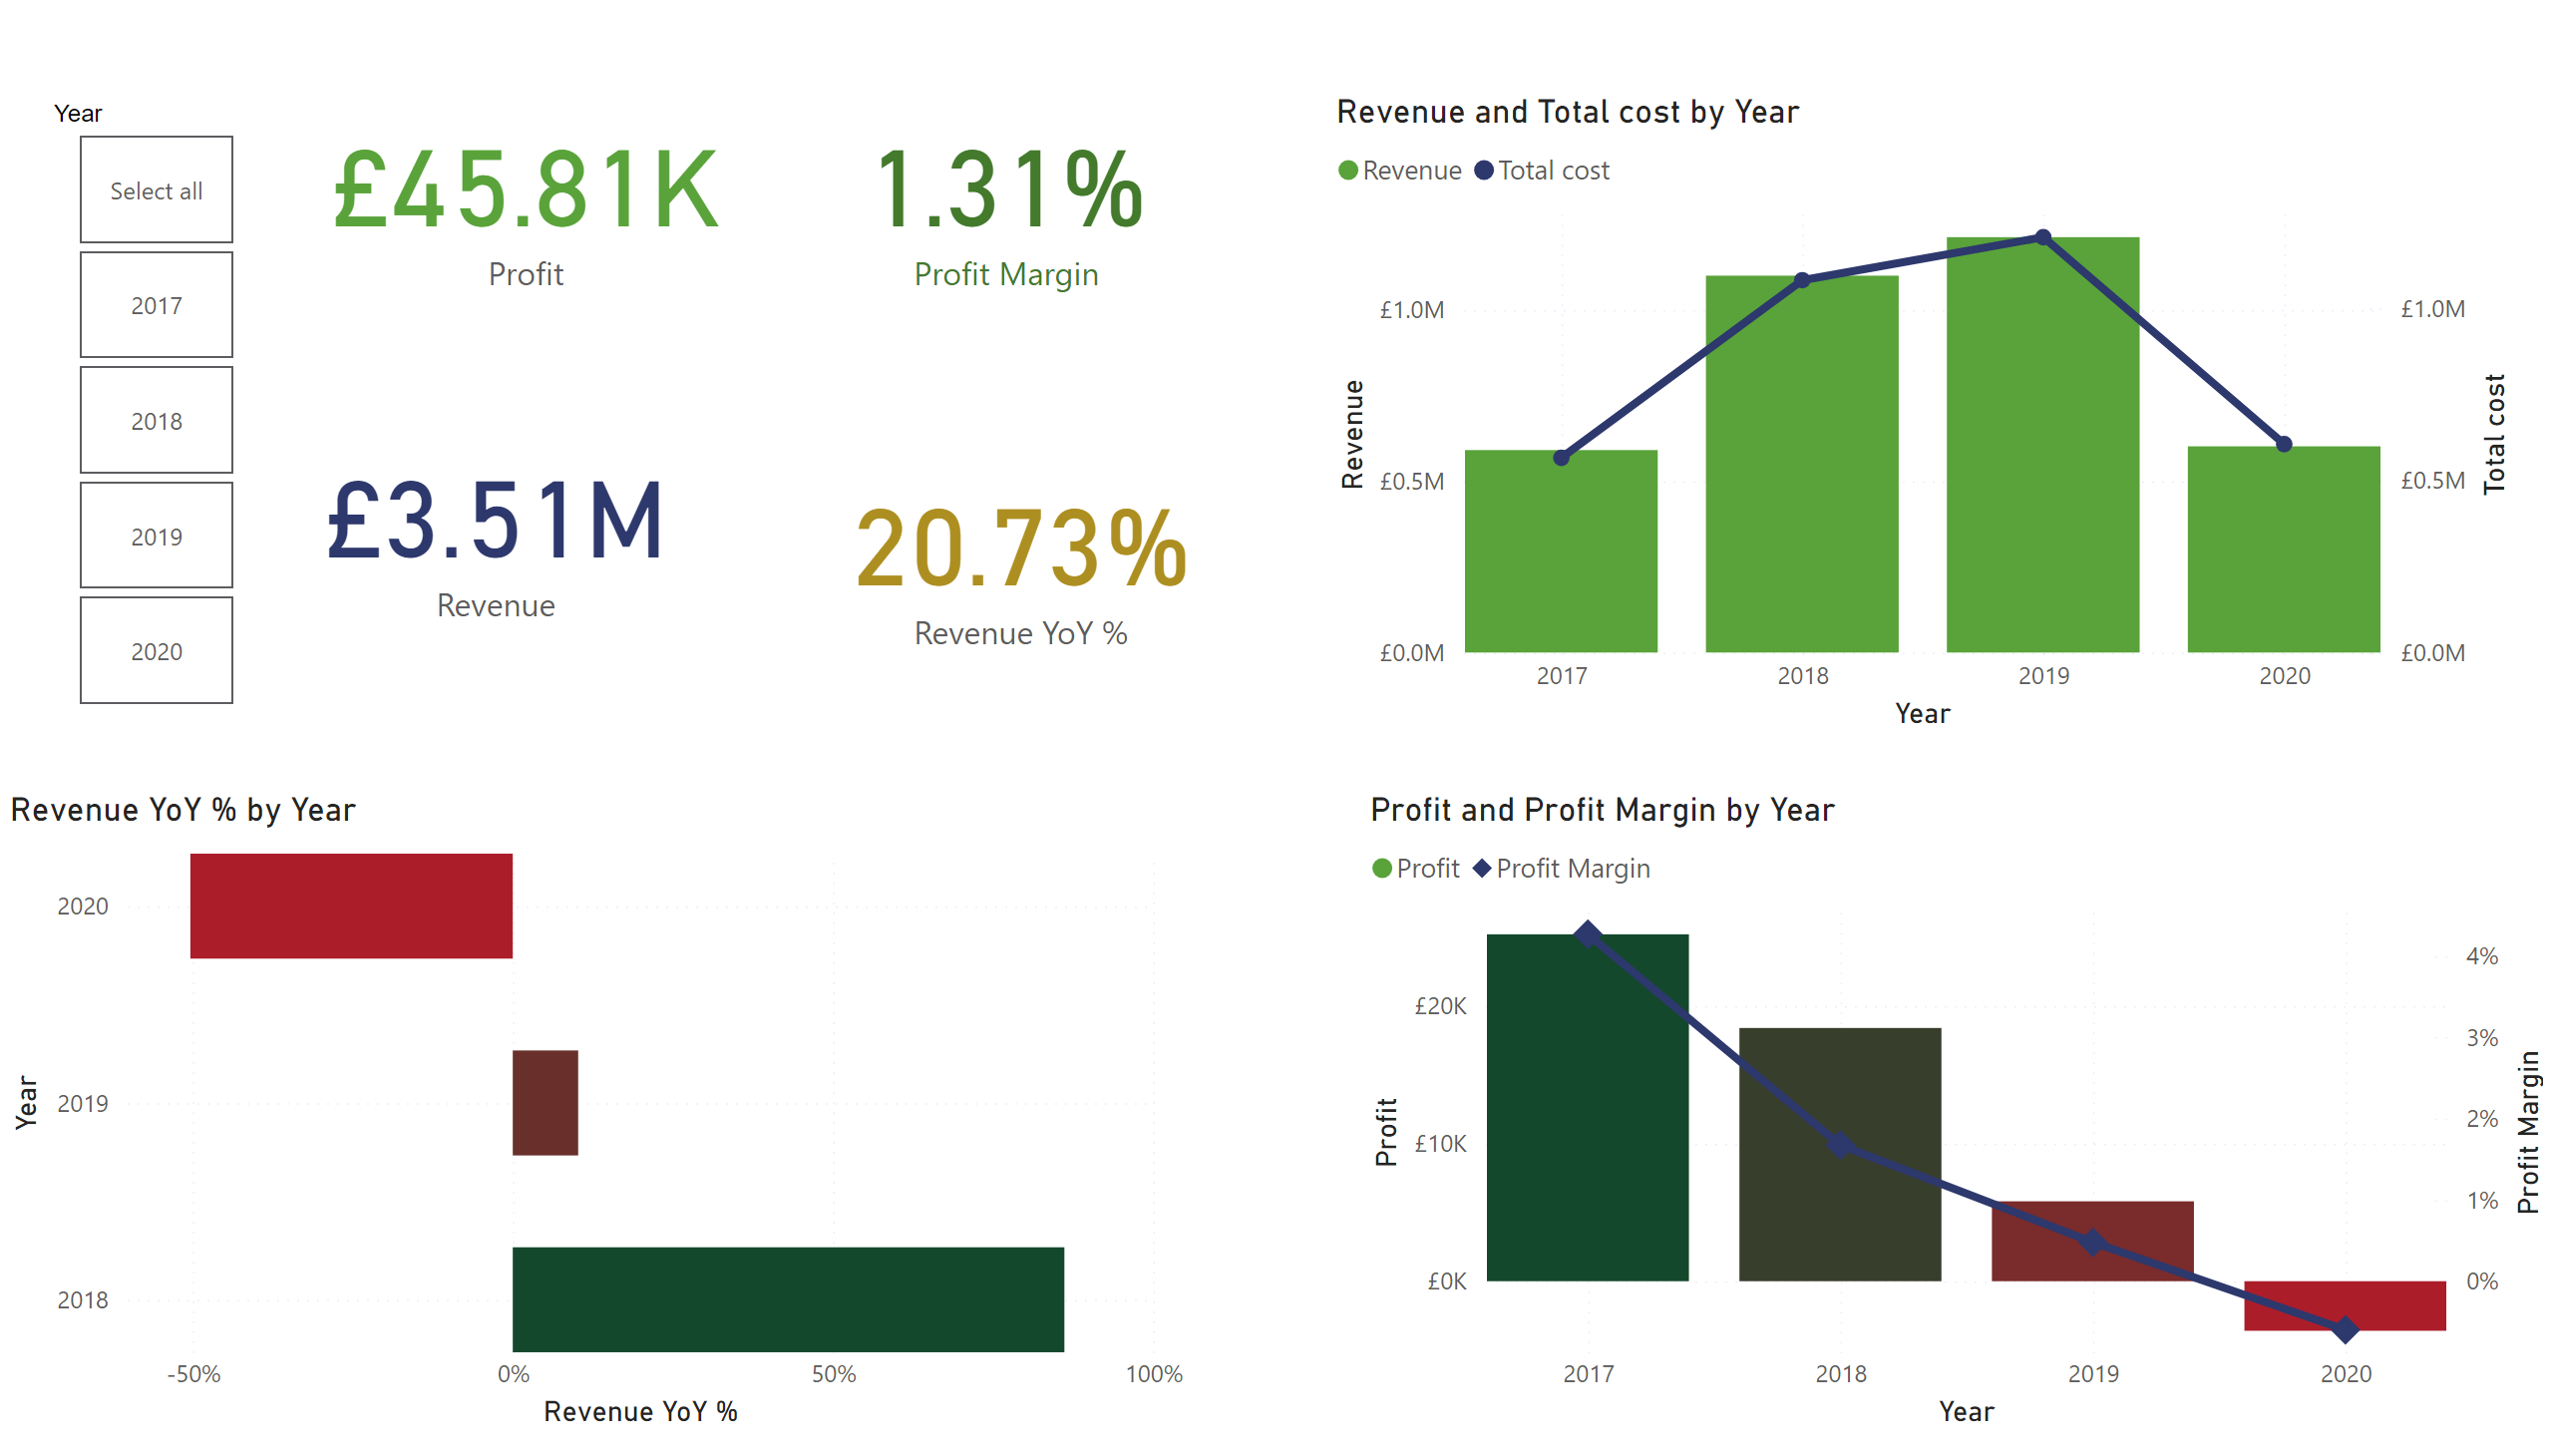 Year
Select all
2017
2018
2019
2020
£45.81K
Profit
1.31%
Profit Margin
£3.51M
Revenue
20.73%
Revenue YoY %
Revenue and Total cost by Year
Revenue Total cost
Revenue
£1.0M
£0.5M
£0.0M
£1.0M
£0.5M
£0.0M
Total cost
2017 2018 2019 2020
Year
Revenue YoY % by Year
Year
2020
2019
2018
-50% 0% 50% 100%
Revenue YoY %
Profit and Profit Margin by Year
Profit Profit Margin
Profit
£20K
£10K
£0K
4%
3%
2%
1%
0%
Profit Margin
2017 2018 2019 2020
Year